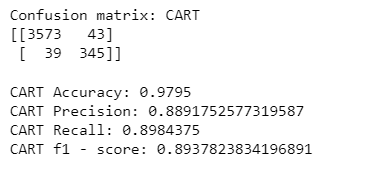 Confusion matrix: CART
[[3573   43]
 [  39  345]]
CART Accuracy: 0.9795
CART Precision: 0.8891752577319587
CART Recall: 0.8984375
CART f1 - score: 0.8937823834196891